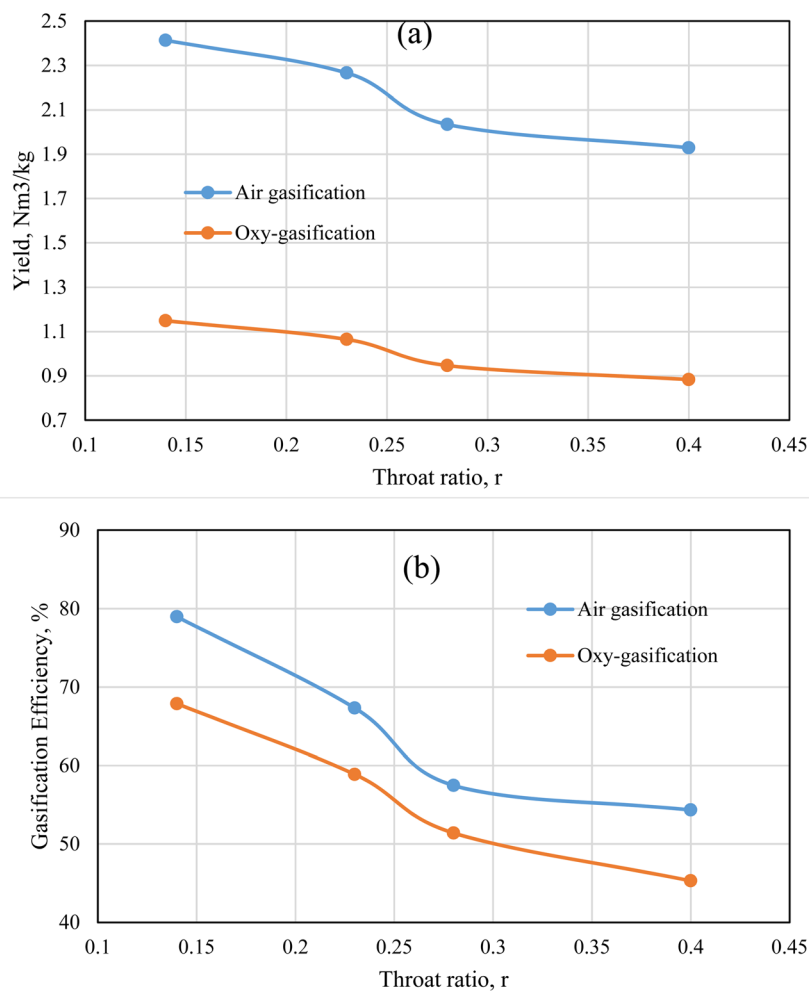 (a)
2.5
2.3
2.1
1.9
1.7
1.5
1.3
1.1
0.9
0.7
Yield, Nm3/kg
Air gasification
Oxy-gasification
0.1 0.15 0.2 0.25 0.3 0.35 0.4 0.45
Throat ratio, r
(b)
90
80
70
60
50
40
Gasification Efficiency, %
Air gasification
Oxy-gasification
0.1 0.15 0.2 0.25 0.3 0.35 0.4 0.45
Throat ratio, r